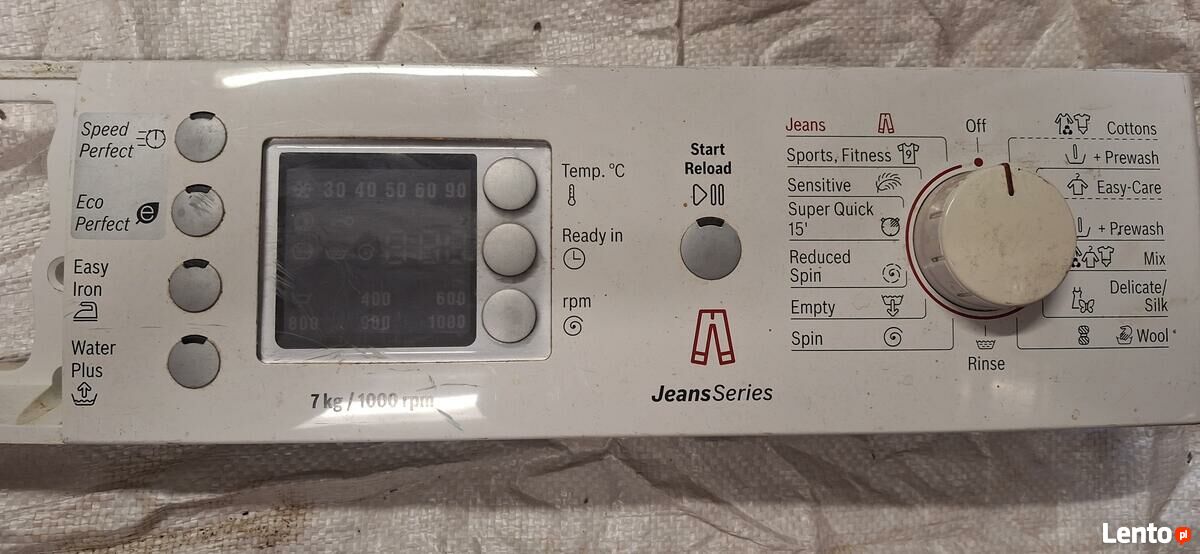 Speed
Perfect
Eco
Perfect
Easy
Iron
Water
Plus
30 40 50 60 90
400 600
800 900 1000
Temp. °C
Ready in
rpm
7 kg / 1000 rpm
Start
Reload
JeansSeries
Jeans
Sports, Fitness
9
Sensitive
Super Quick
15'
Reduced
Spin
Empty
Spin
Off
Rinse
Cottons
+ Prewash
Easy-Care
+ Prewash
Mix
Delicate/
Silk
Wool
Lento.pl